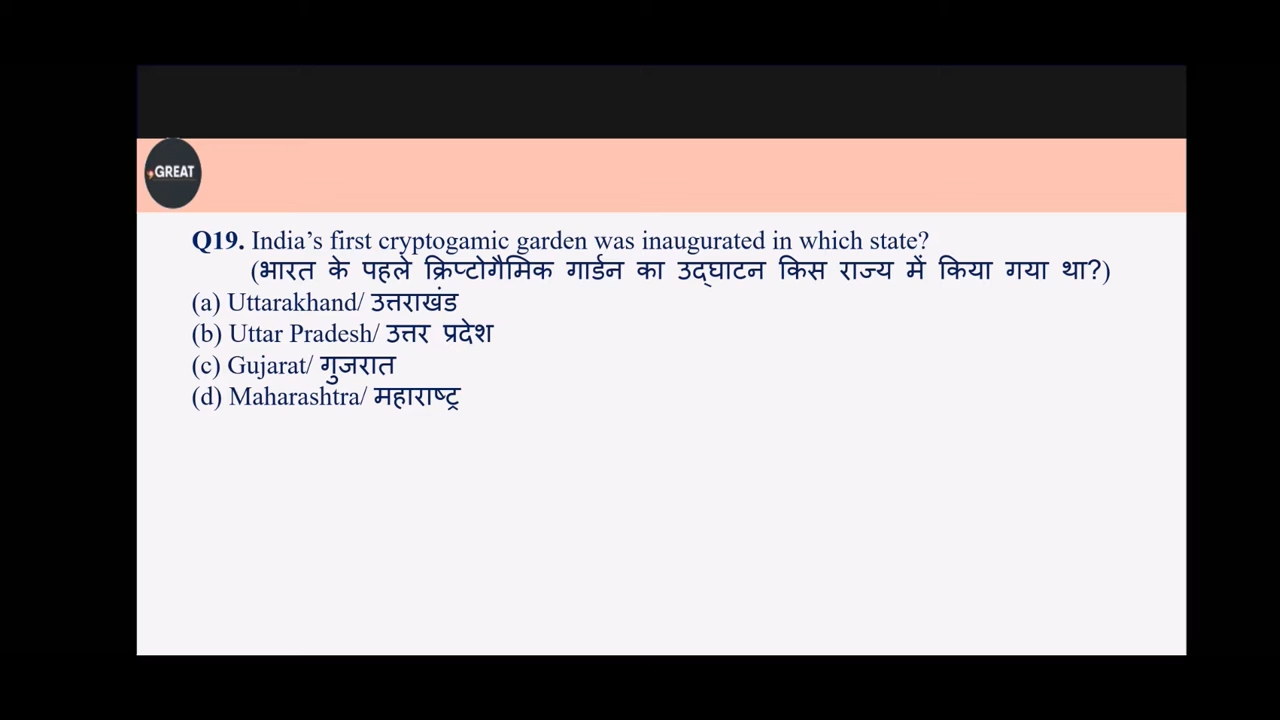 GREAT
Q19. India’s first cryptogamic garden was inaugurated in which state?
(भारत के पहले क्रिप्टोगैमिक गार्डन का उद्घाटन किस राज्य में किया गया था?)
(a) Uttarakhand/ उत्तराखंड
(b) Uttar Pradesh/ उत्तर प्रदेश
(c) Gujarat/ गुजरात
(d) Maharashtra/ महाराष्ट्र